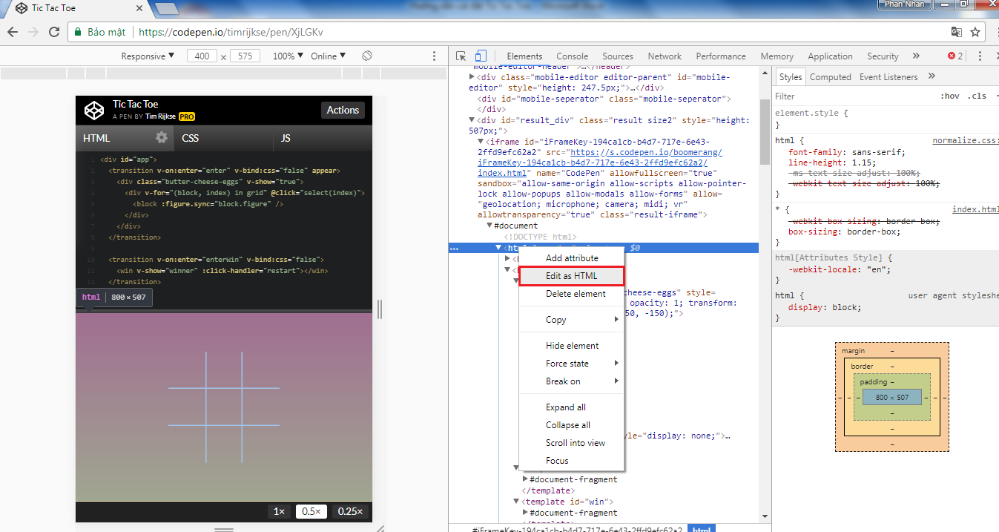 Tic Tac Toe
Phan Nhan
Bảo mật
https://codepen.io/timrijkse/pen/XjLGKv
Responsive ▼ 400 x 575 100% ▼ Online ▼
Tic Tac Toe
A PEN BY Tim Rijkse PRO
Actions
HTML CSS JS
1 <div id="app">
2 <transition v-on:enter="enter" v-bind:css="false" appear>
3 <div class="butter-cheese-eggs" v-show="true">
4 <div v-for="(block, index) in grid" @click="select(index)">
5 <block :figure.sync="block.figure" />
6 </div>
7 </div>
8 </transition>
9
10 <transition v-on:enter="enterWin" v-bind:css="false">
11 <win v-show="winner" :click-handler="restart"></win>
12 </transition>
html 800 × 507
1× 0.5× 0.25×
Elements Console Sources Network Performance Memory Application Security » 2
mobile-editor-header">…</header>
<div class="mobile-editor editor-parent" id="mobile-
editor" style="height: 247.5px;">…</div>
<div id="mobile-seperator" class="mobile-seperator">
</div>
<div id="result_div" class="result size2" style="height:
507px;">
<iframe id="iFrameKey-194ca1cb-b4d7-717e-6e43-
2ffd9efc62a2" src="https://s.codepen.io/boomerang/
iFrameKey-194ca1cb-b4d7-717e-6e43-2ffd9efc62a2/
index.html" name="CodePen" allowfullscreen="true"
sandbox="allow-same-origin allow-scripts allow-pointer-
lock allow-popups allow-modals allow-forms" allow=
"geolocation; microphone; camera; midi; vr"
allowtransparency="true" class="result-iframe">
#document
<!DOCTYPE html>
… $0
Add attribute
Edit as HTML
Delete element
Copy
Hide element
Force state
Break on
Expand all
Collapse all
Scroll into view
Focus
cheese-eggs" style=
opacity: 1; transform:
50, -150);">
yle="display: none;">…
#document-fragment
</template>
<template id="win">
#document-fragment
</template>
#iFrameKey-194ca1cb-b4d7-717e-6e43-2ffd9efc62a2 html
Styles Computed Event Listeners »
Filter :hov .cls
element.style {
}
html { normalize.css:
font-family: sans-serif;
line-height: 1.15;
-ms-text-size-adjust: 100%;
-webkit-text-size-adjust: 100%;
}
* { index.html
-webkit-box-sizing: border-box;
box-sizing: border-box;
}
html[Attributes Style] {
-webkit-locale: "en";
}
html { user agent styleshe
display: block;
}
margin –
border –
padding –
– – – 800 × 507 – – –
–
–
–